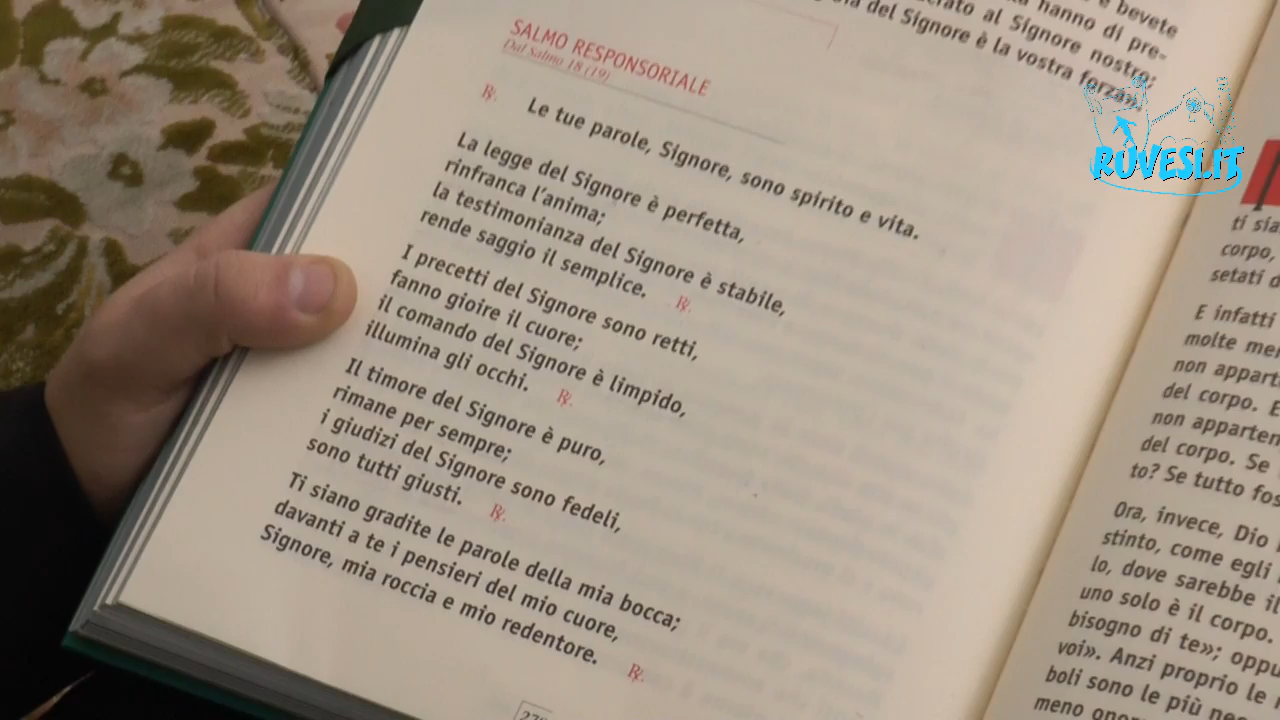 e bevete
hanno di pre-
al Signore nostro;
del Signore è la vostra forza».
SALMO RESPONSORIALE
Dal Salmo 18 (19)
℟. Le tue parole, Signore, sono spirito e vita.
La legge del Signore è perfetta,
rinfranca l'anima;
la testimonianza del Signore è stabile,
rende saggio il semplice. ℟.
I precetti del Signore sono retti,
fanno gioire il cuore;
il comando del Signore è limpido,
illumina gli occhi. ℟.
Il timore del Signore è puro,
rimane per sempre;
i giudizi del Signore sono fedeli,
sono tutti giusti. ℟.
Ti siano gradite le parole della mia bocca;
davanti a te i pensieri del mio cuore,
Signore, mia roccia e mio redentore. ℟.
RUVESI.IT
ti sia
corpo,
setati d
E infatti
molte me
non appart
del corpo. E
non apparten
del corpo. Se
to? Se tutto fos
Ora, invece, Dio
stinto, come egli
lo, dove sarebbe il
uno solo è il corpo.
bisogno di te»; oppu
voi». Anzi proprio le
boli sono le più ne
meno